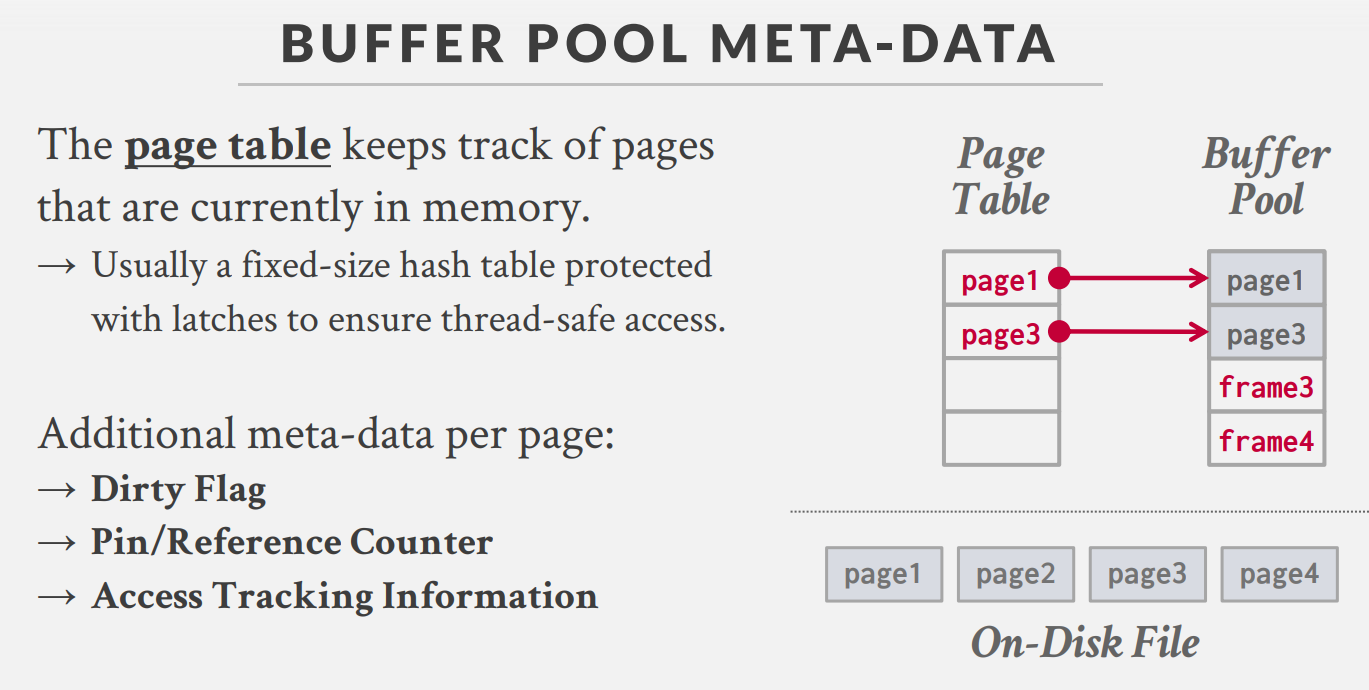 BUFFER POOL META-DATA
The page table keeps track of pages
that are currently in memory.
→ Usually a fixed-size hash table protected
with latches to ensure thread-safe access.
Additional meta-data per page:
→ Dirty Flag
→ Pin/Reference Counter
→ Access Tracking Information
Page
Table
page1
page3
Buffer
Pool
page1
page3
frame3
frame4
page1 page2 page3 page4
On-Disk File